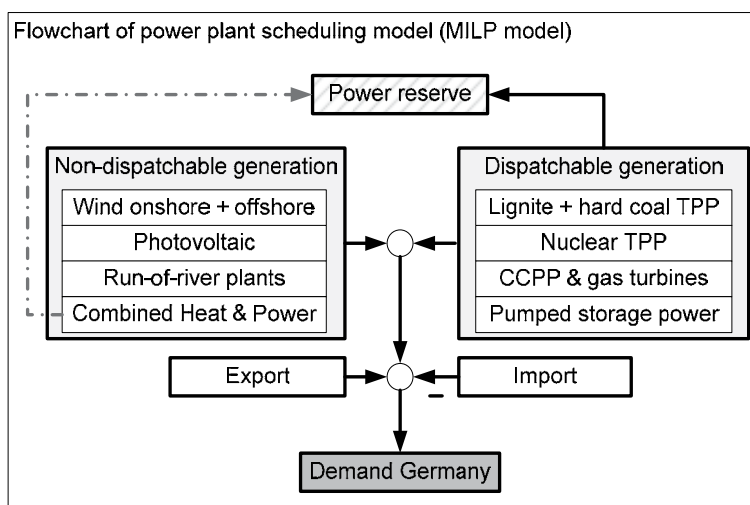 Flowchart of power plant scheduling model (MILP model)
Power reserve
Non-dispatchable generation
Wind onshore + offshore
Photovoltaic
Run-of-river plants
Combined Heat & Power
Dispatchable generation
Lignite + hard coal TPP
Nuclear TPP
CCPP & gas turbines
Pumped storage power
Export
Import
–
Demand Germany